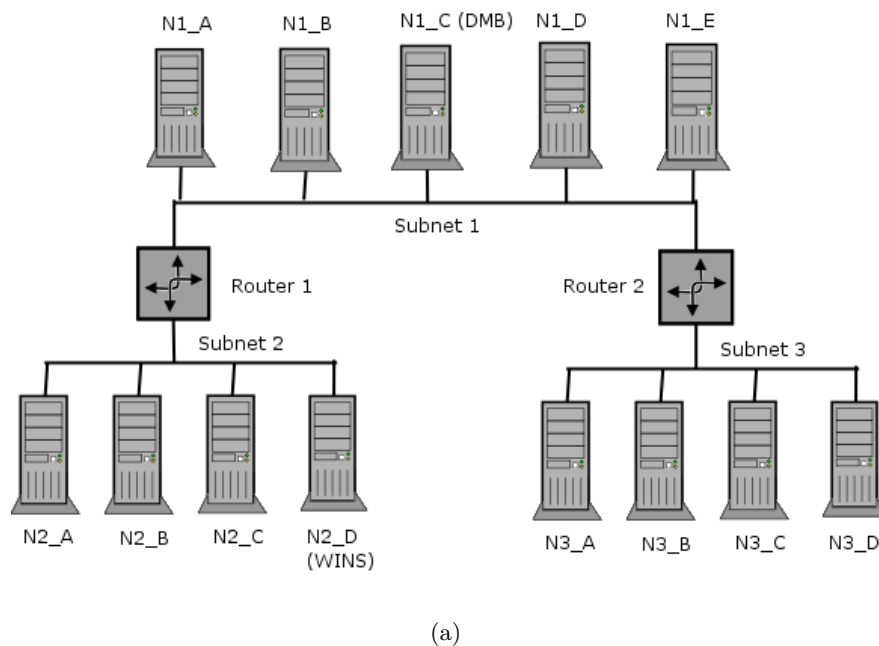 N1_A N1_B N1_C (DMB) N1_D N1_E
Subnet 1
Router 1 Router 2
Subnet 2 Subnet 3
N2_A N2_B N2_C N2_D
(WINS)
N3_A N3_B N3_C N3_D
(a)